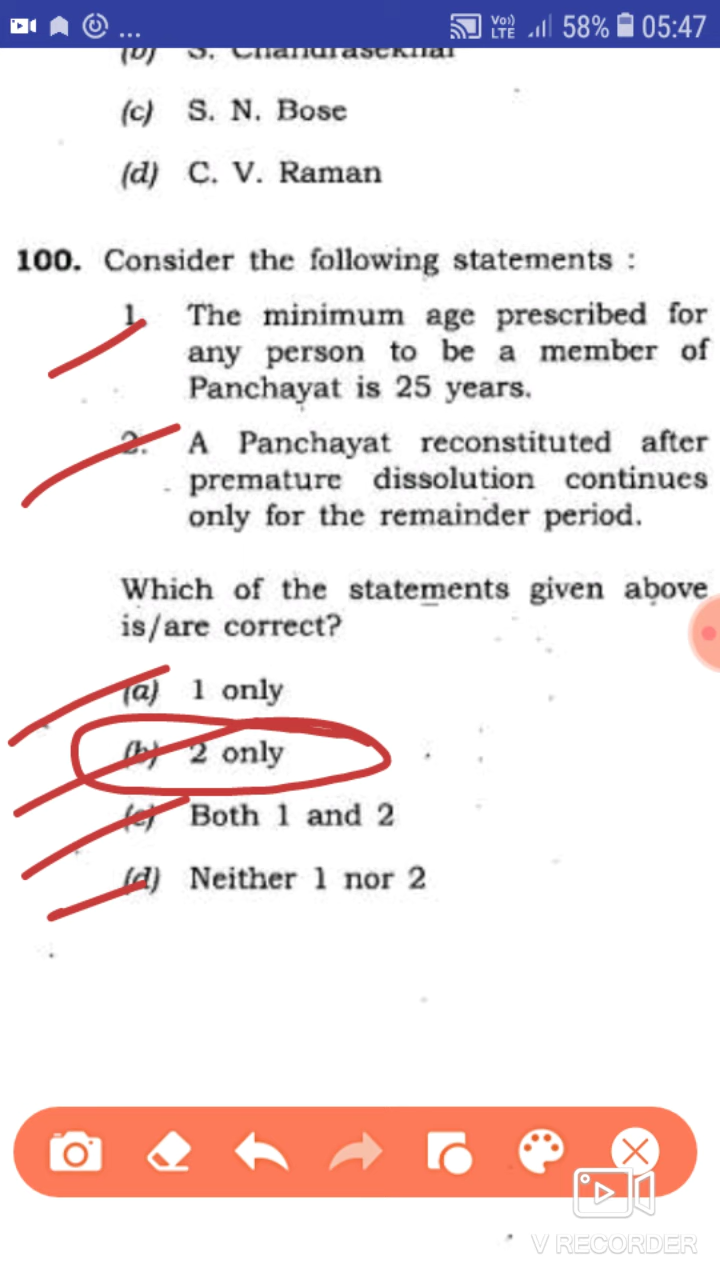 Vo))
LTE
58%
05:47
...
(b) S. Chandrasekhar
(c) S. N. Bose
(d) C. V. Raman
100. Consider the following statements :
1. The minimum age prescribed for
any person to be a member of
Panchayat is 25 years.
2. A Panchayat reconstituted after
premature dissolution continues
only for the remainder period.
Which of the statements given above
is/are correct?
(a) 1 only
(b) 2 only
(c) Both 1 and 2
(d) Neither 1 nor 2
V RECORDER